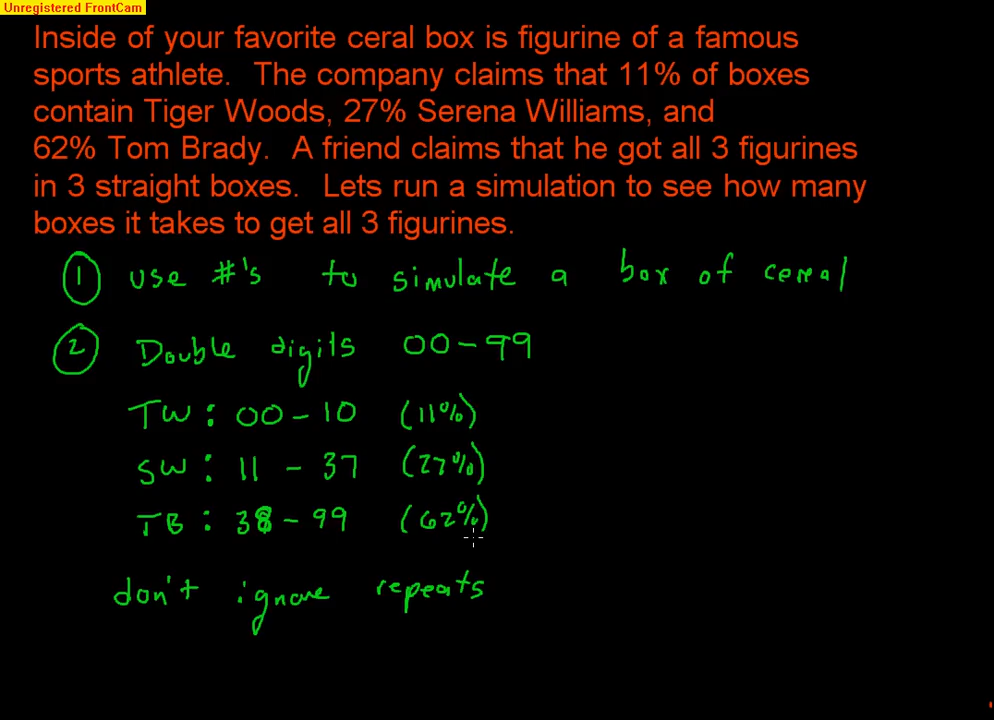 Unregistered FrontCam
Inside of your favorite ceral box is figurine of a famous
sports athlete. The company claims that 11% of boxes
contain Tiger Woods, 27% Serena Williams, and
62% Tom Brady. A friend claims that he got all 3 figurines
in 3 straight boxes. Lets run a simulation to see how many
boxes it takes to get all 3 figurines.
1 use #'s to simulate a box of cereal
2 Double digits 00-99
TW: 00-10 (11%)
SW: 11-37 (27%)
TB: 38-99 (62%)
don't ignore repeats